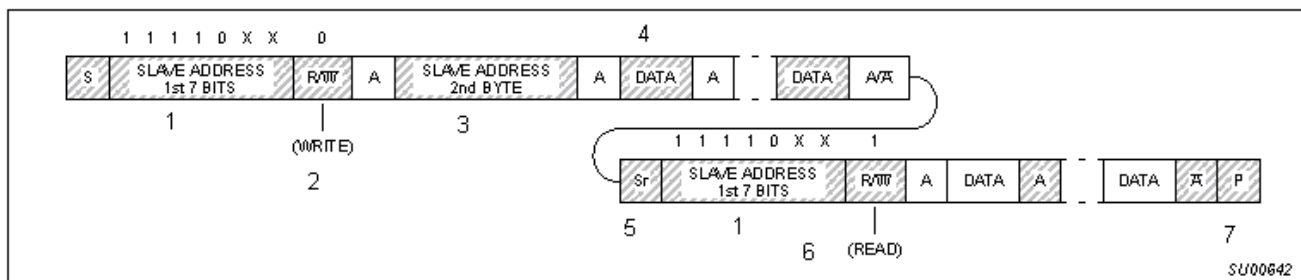 1 1 1 1 0 X X 0 4
S SLAVE ADDRESS 1st 7 BITS R/W̅ A SLAVE ADDRESS 2nd BYTE A DATA A DATA A/A̅
1 3
(WRITE)
2
1 1 1 1 0 X X 1
Sr SLAVE ADDRESS 1st 7 BITS R/W̅ A DATA A DATA A̅ P
5 1 6 (READ) 7
SU00642